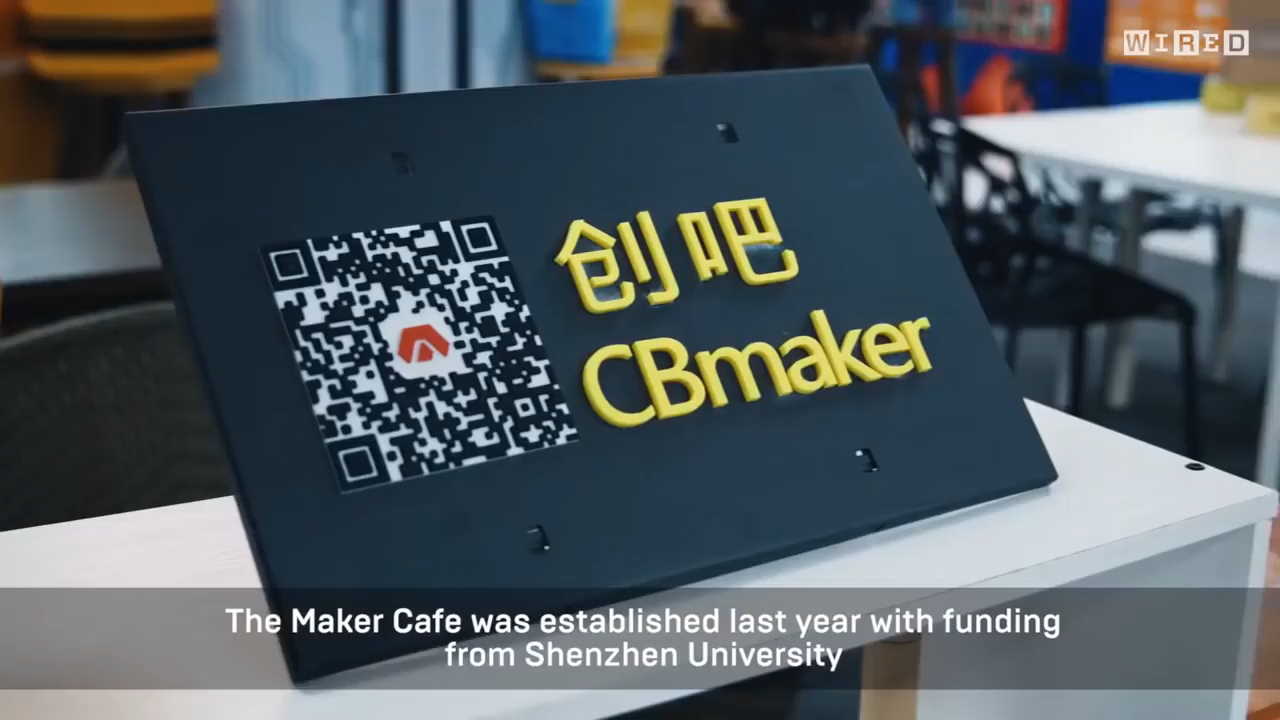 WIRED
创吧
CBmaker
The Maker Cafe was established last year with funding
from Shenzhen University